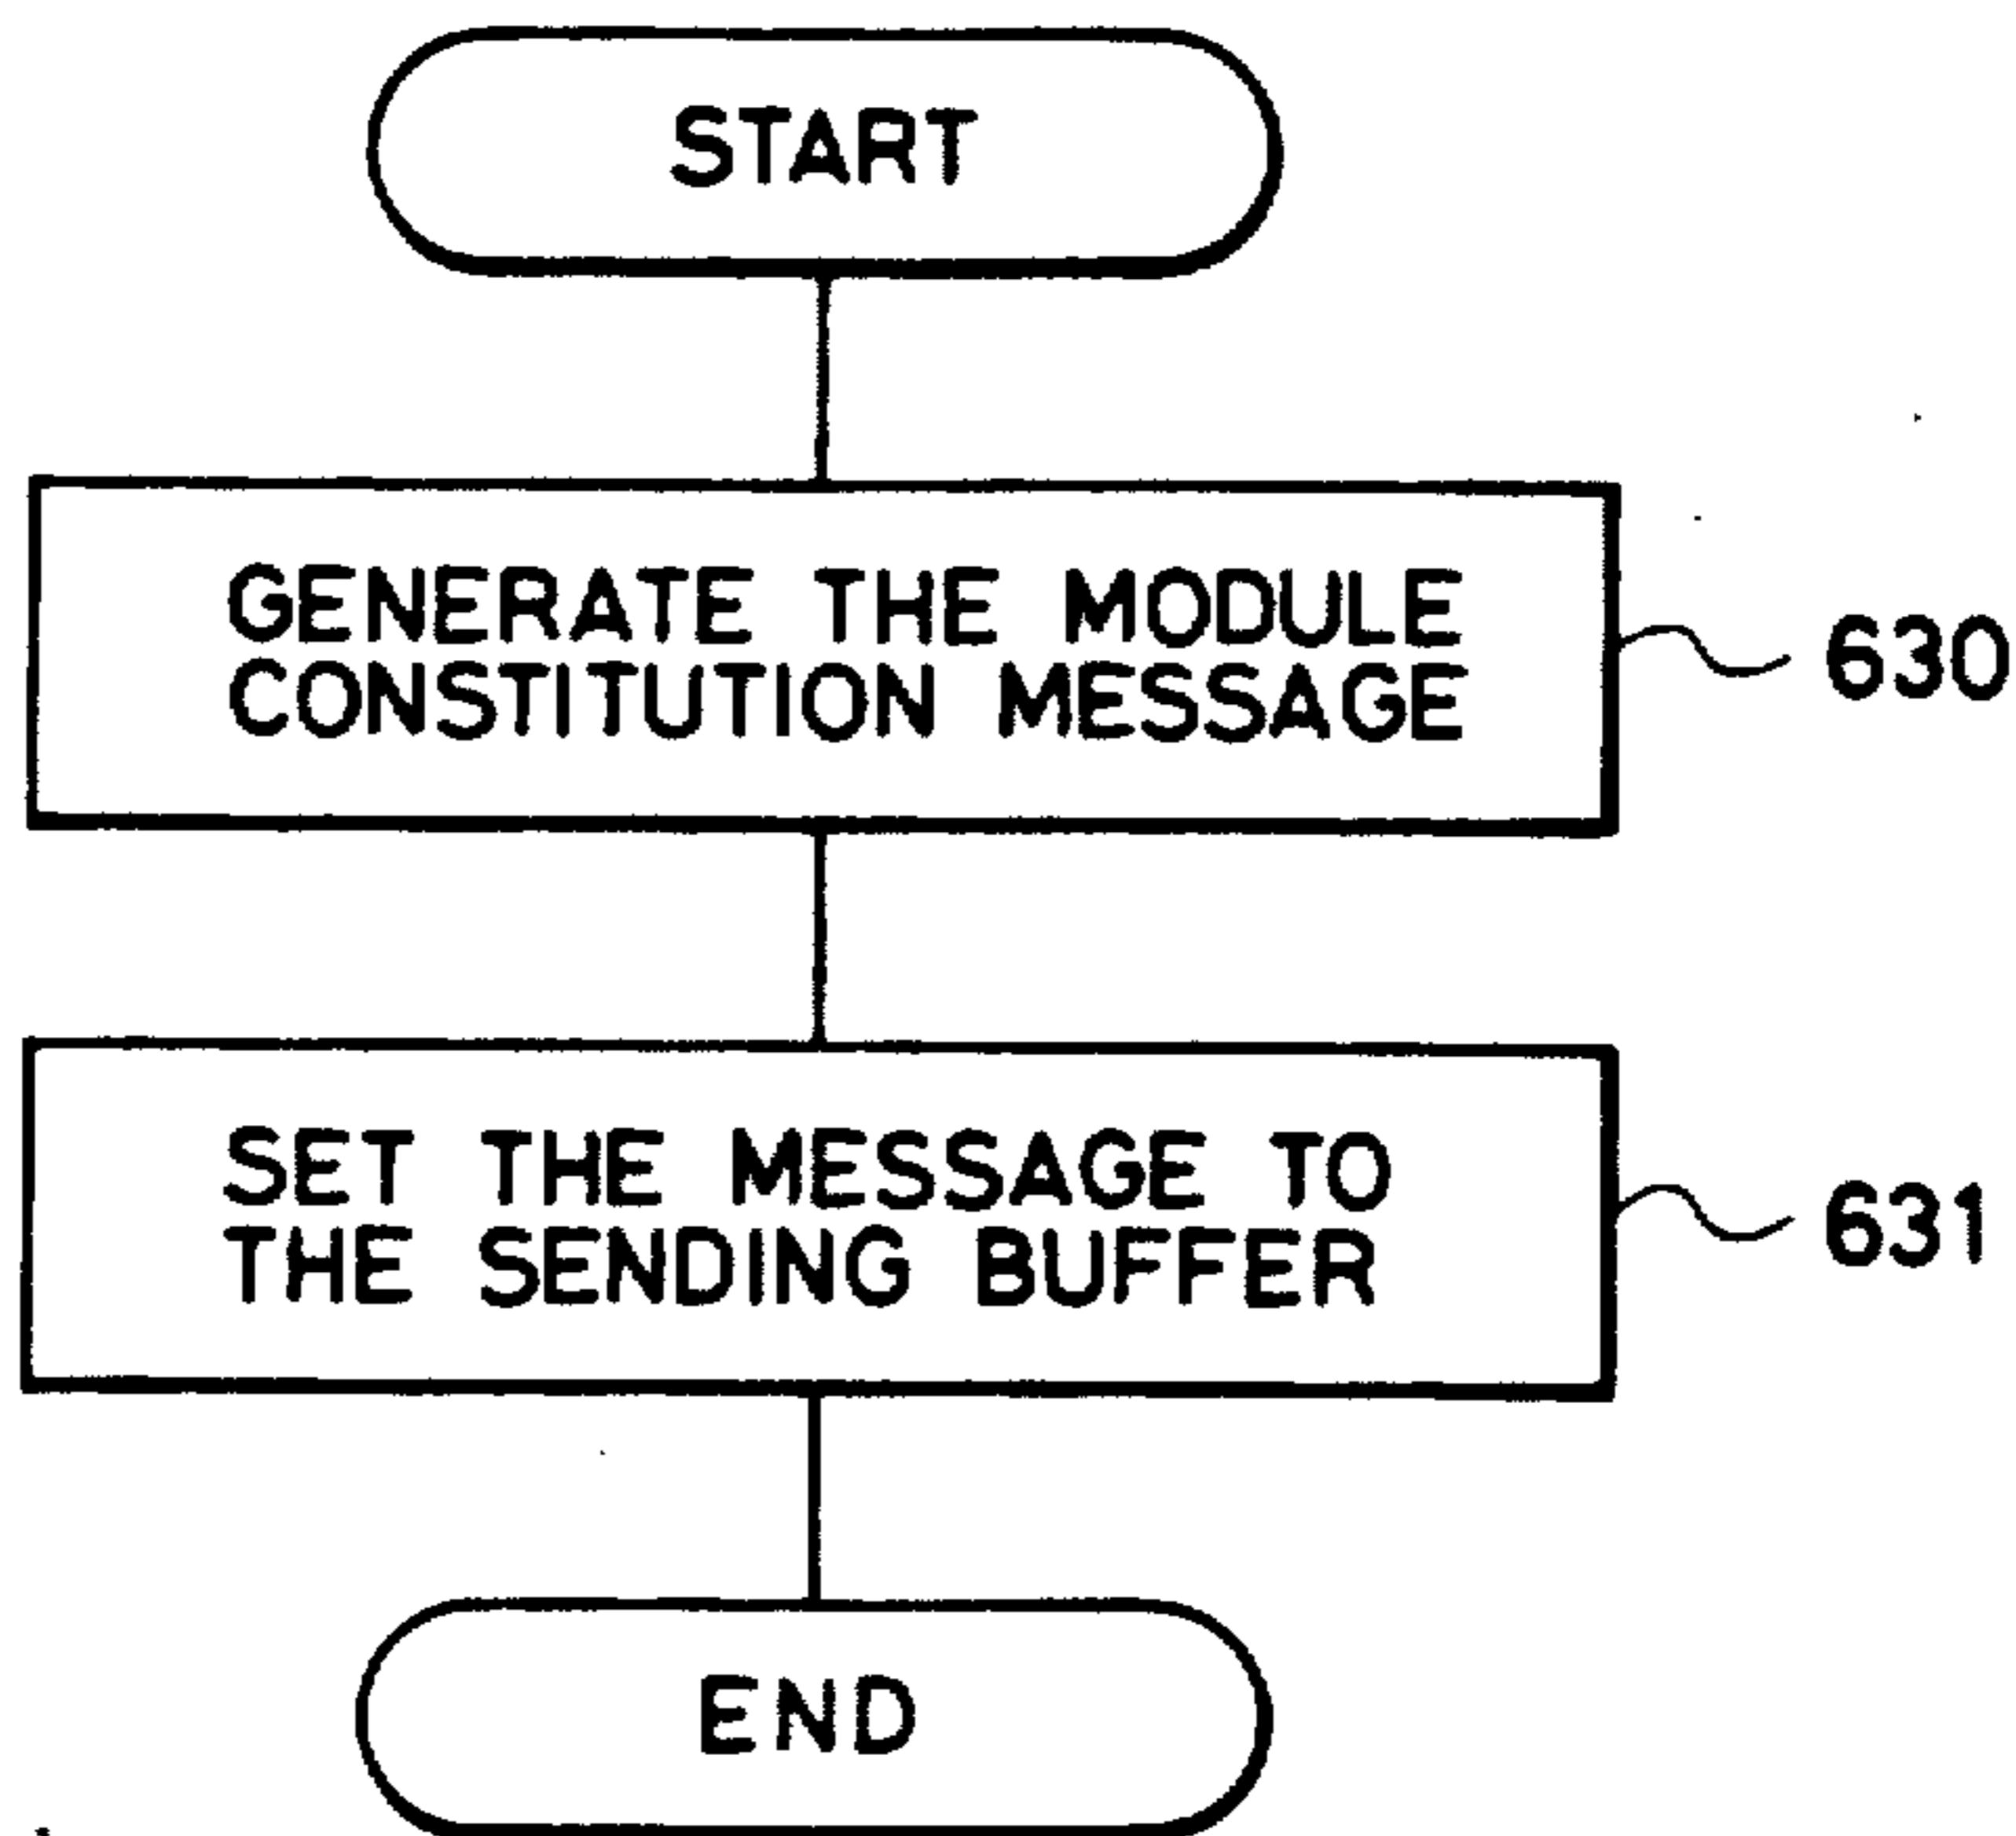 START
GENERATE THE MODULE
CONSTITUTION MESSAGE
630
SET THE MESSAGE TO
THE SENDING BUFFER
631
END